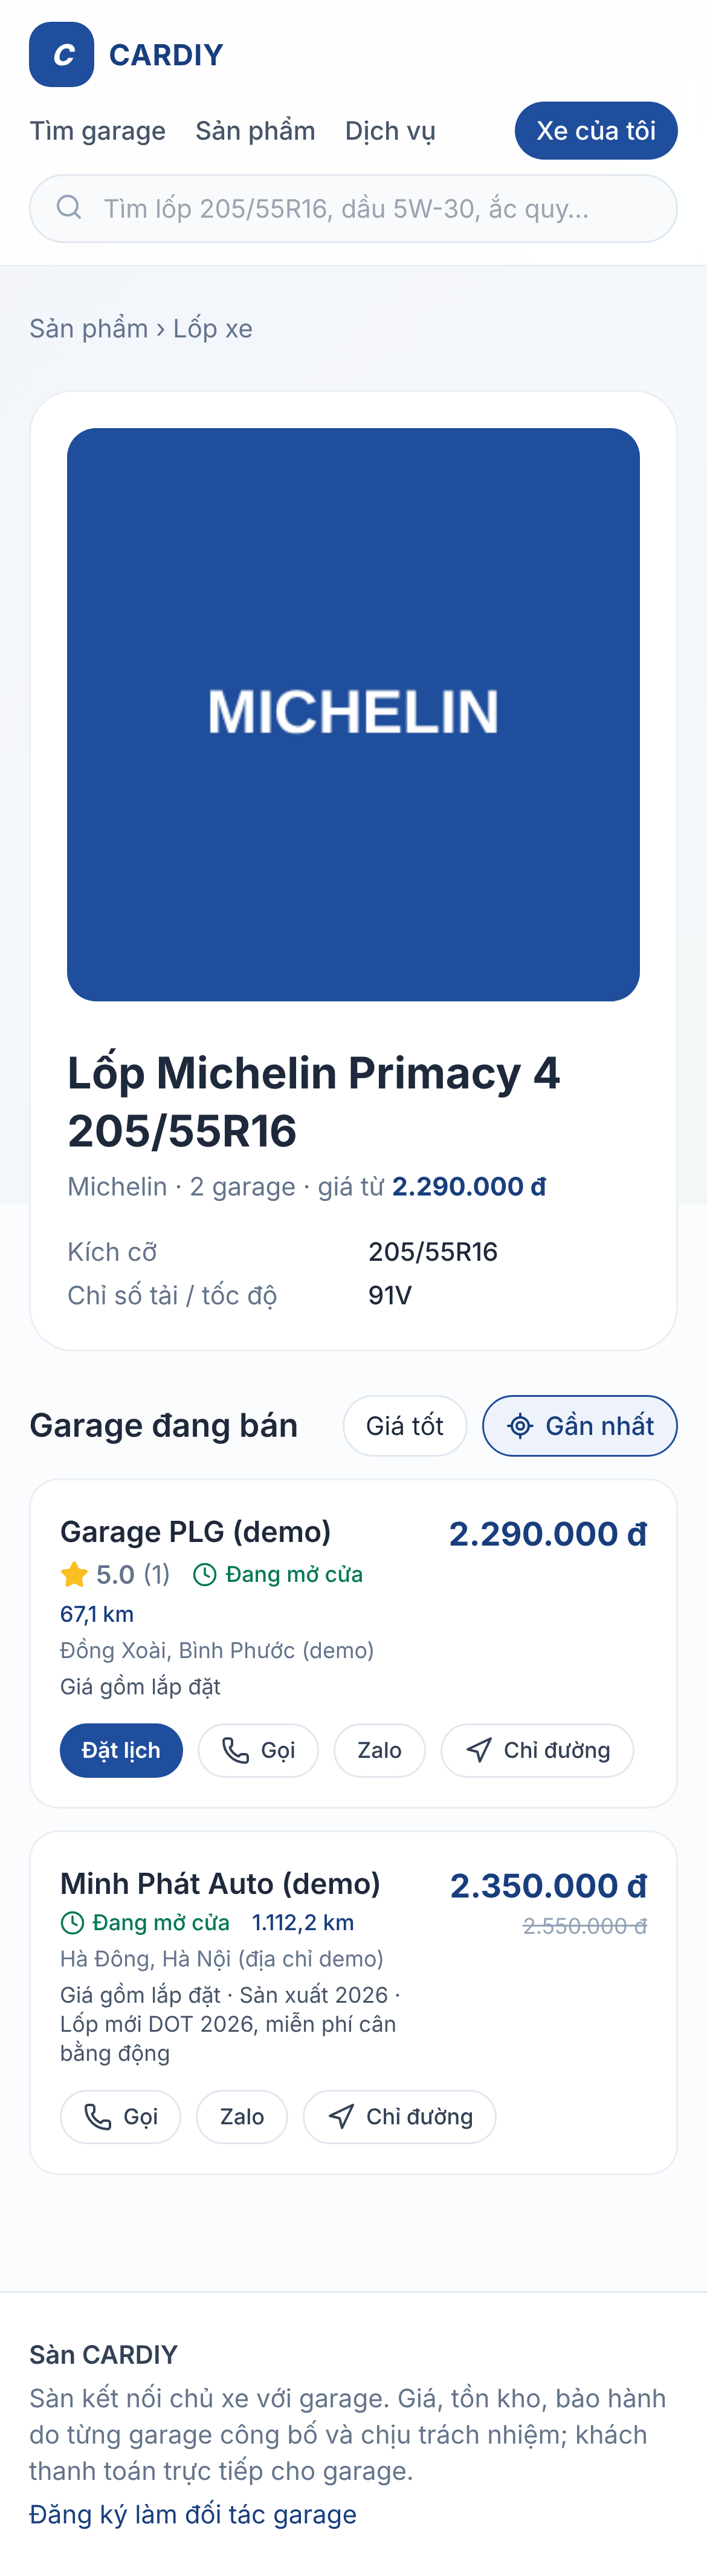 C CARDIY
Tìm garage Sản phẩm Dịch vụ Xe của tôi
Tìm lốp 205/55R16, dầu 5W-30, ắc quy...
Sản phẩm › Lốp xe
MICHELIN
Lốp Michelin Primacy 4
205/55R16
Michelin · 2 garage · giá từ 2.290.000 đ
Kích cỡ 205/55R16
Chỉ số tải / tốc độ 91V
Garage đang bán Giá tốt Gần nhất
Garage PLG (demo) 2.290.000 đ
5.0 (1) Đang mở cửa
67,1 km
Đồng Xoài, Bình Phước (demo)
Giá gồm lắp đặt
Đặt lịch Gọi Zalo Chỉ đường
Minh Phát Auto (demo) 2.350.000 đ
Đang mở cửa 1.112,2 km 2.550.000 đ
Hà Đông, Hà Nội (địa chỉ demo)
Giá gồm lắp đặt · Sản xuất 2026 ·
Lốp mới DOT 2026, miễn phí cân
bằng động
Gọi Zalo Chỉ đường
Sàn CARDIY
Sàn kết nối chủ xe với garage. Giá, tồn kho, bảo hành
do từng garage công bố và chịu trách nhiệm; khách
thanh toán trực tiếp cho garage.
Đăng ký làm đối tác garage